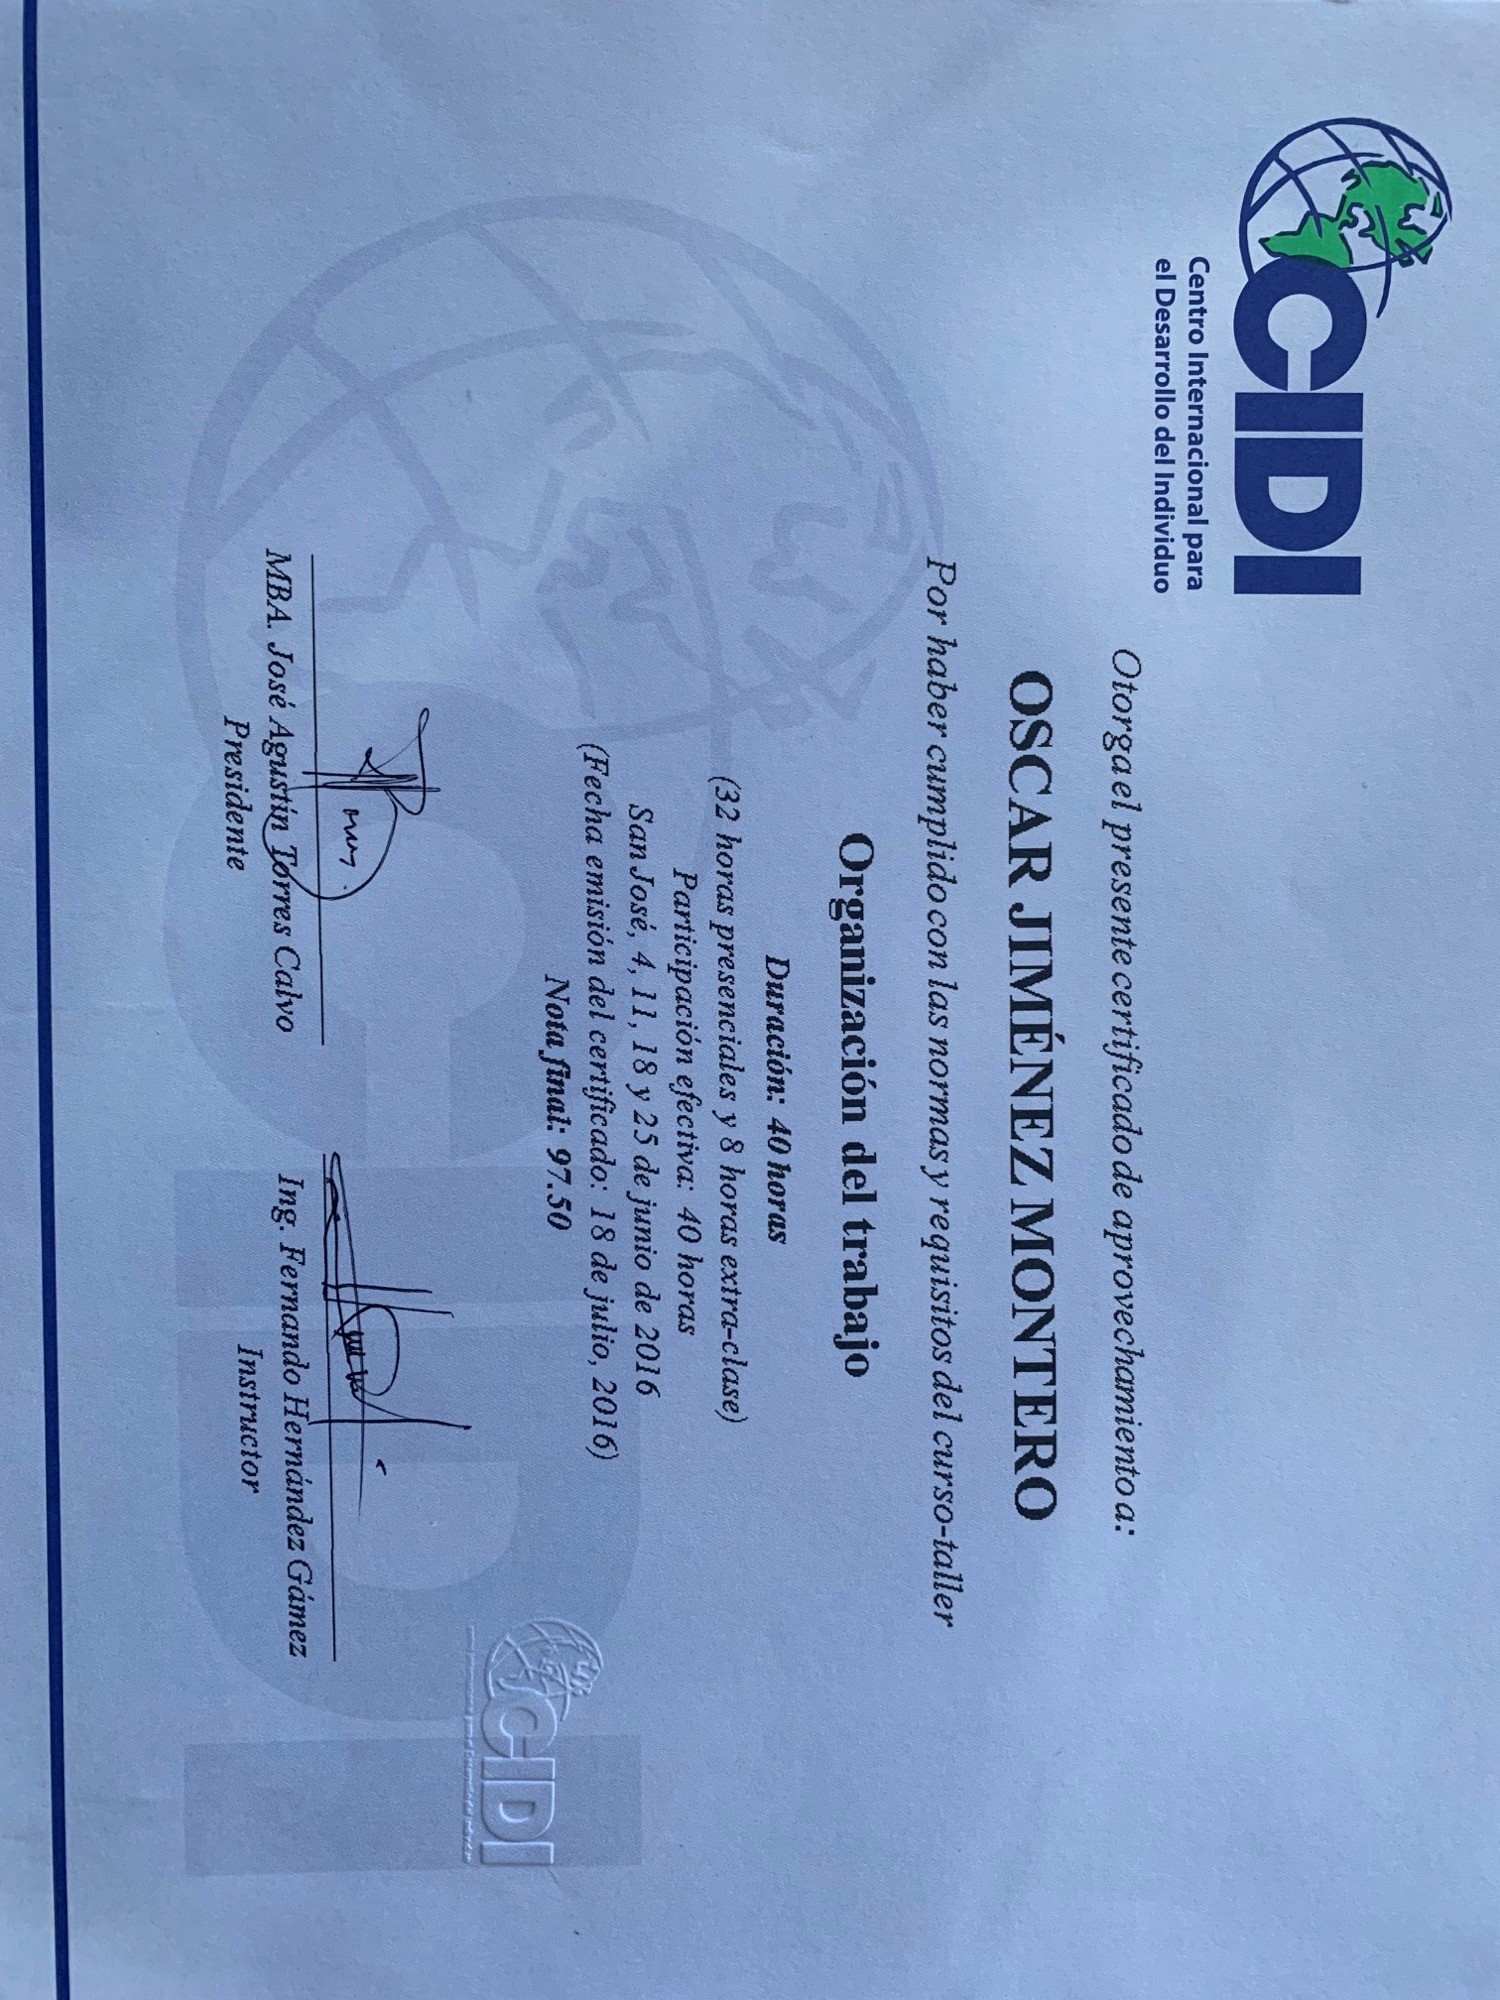 CIDI
Centro Internacional para
el Desarrollo del Individuo
Otorga el presente certificado de aprovechamiento a:
OSCAR JIMÉNEZ MONTERO
Por haber cumplido con las normas y requisitos del curso-taller
Organización del trabajo
Duración: 40 horas
(32 horas presenciales y 8 horas extra-clase)
Participación efectiva: 40 horas
San José, 4, 11, 18 y 25 de junio de 2016
(Fecha emisión del certificado: 18 de julio, 2016)
Nota final: 97.50
MBA. José Agustín Torres Calvo
Presidente
Ing. Fernando Hernández Gámez
Instructor
CIDI